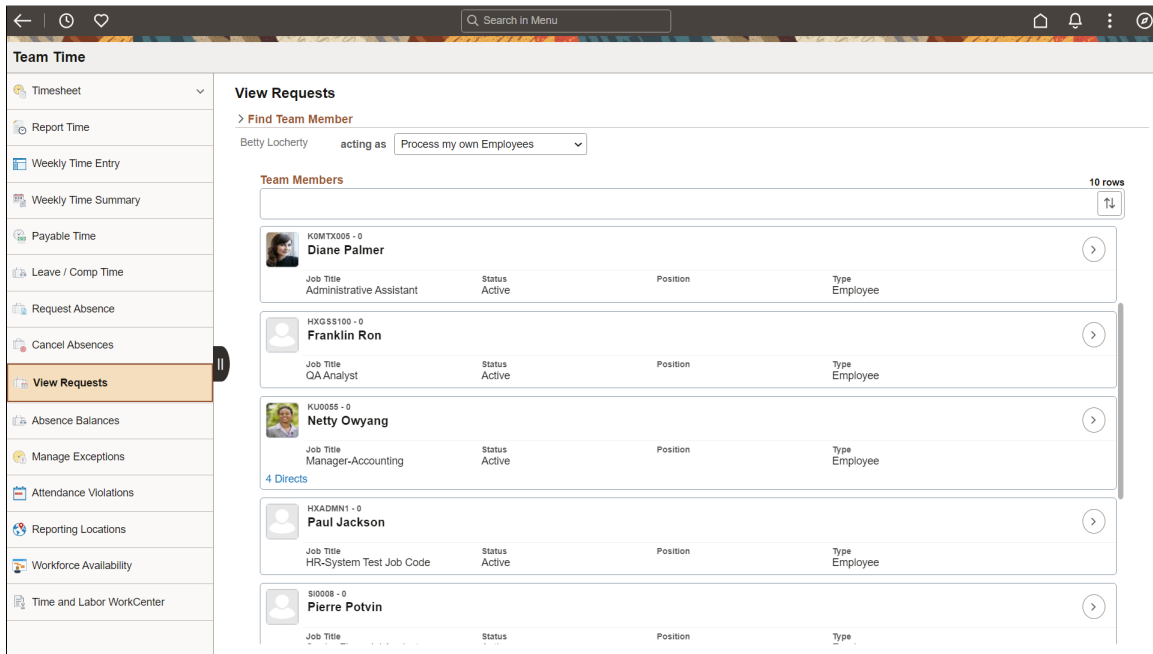 Search in Menu
Team Time
Timesheet
Report Time
Weekly Time Entry
Weekly Time Summary
Payable Time
Leave / Comp Time
Request Absence
Cancel Absences
View Requests
Absence Balances
Manage Exceptions
Attendance Violations
Reporting Locations
Workforce Availability
Time and Labor WorkCenter
View Requests
Find Team Member
Betty Locherty acting as Process my own Employees
Team Members 10 rows
K0MTX005 - 0
Diane Palmer
Job Title Status Position Type
Administrative Assistant Active Employee
HXGSS100 - 0
Franklin Ron
Job Title Status Position Type
QA Analyst Active Employee
KU0055 - 0
Netty Owyang
Job Title Status Position Type
Manager-Accounting Active Employee
4 Directs
HXADMN1 - 0
Paul Jackson
Job Title Status Position Type
HR-System Test Job Code Active Employee
SI0008 - 0
Pierre Potvin
Job Title Status Position Type